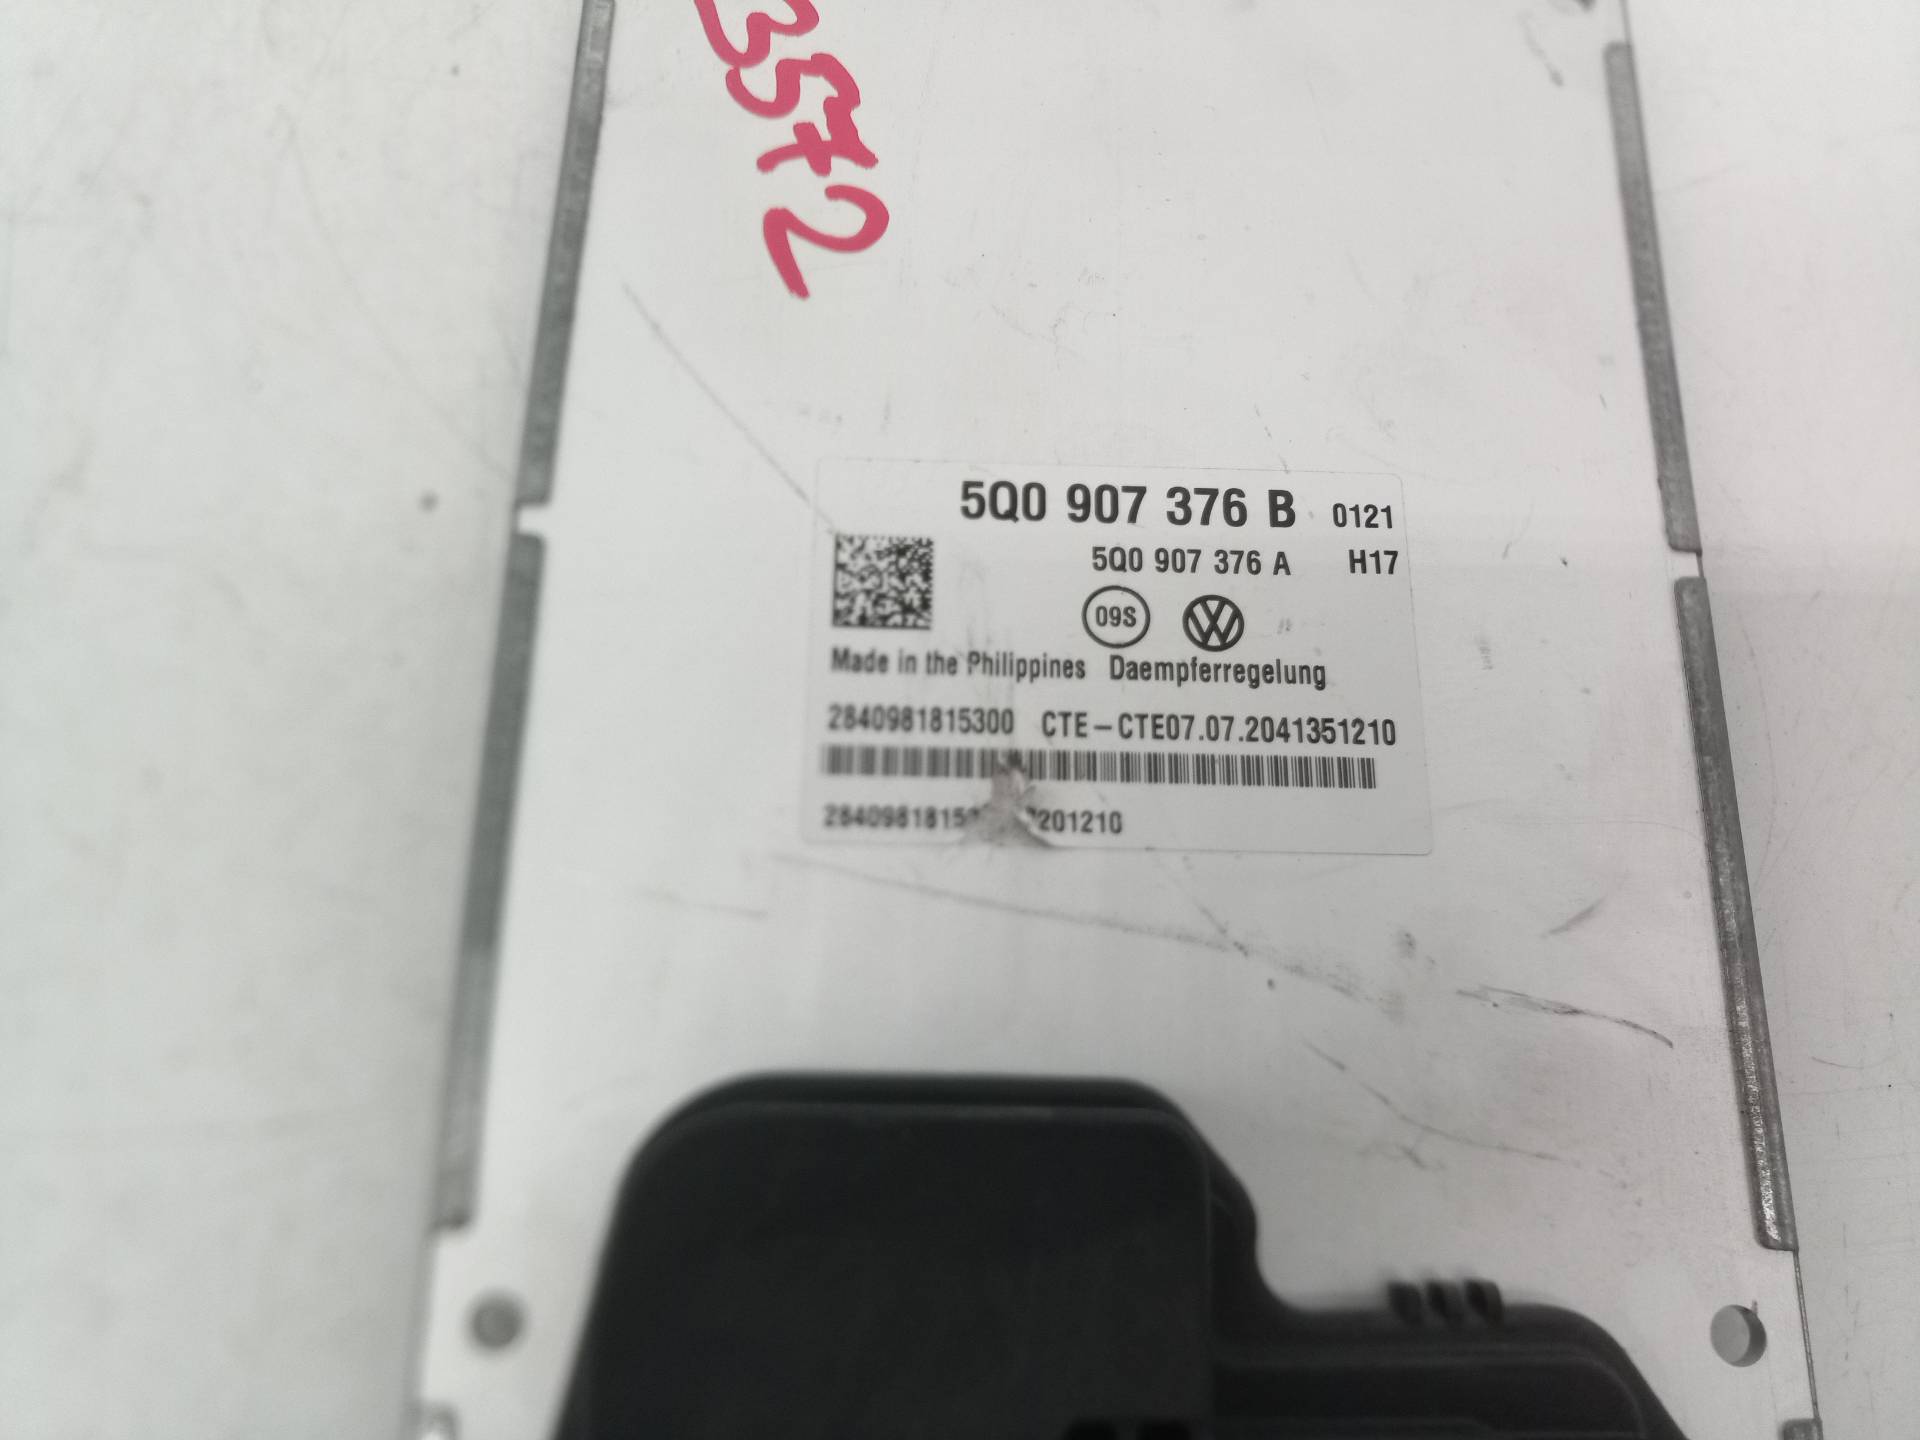 3572
5Q0 907 376 B 0121
5Q0 907 376 A H17
09S
Made in the Philippines Daempferregelung
2840981815300 CTE-CTE07.07.2041351210
201210